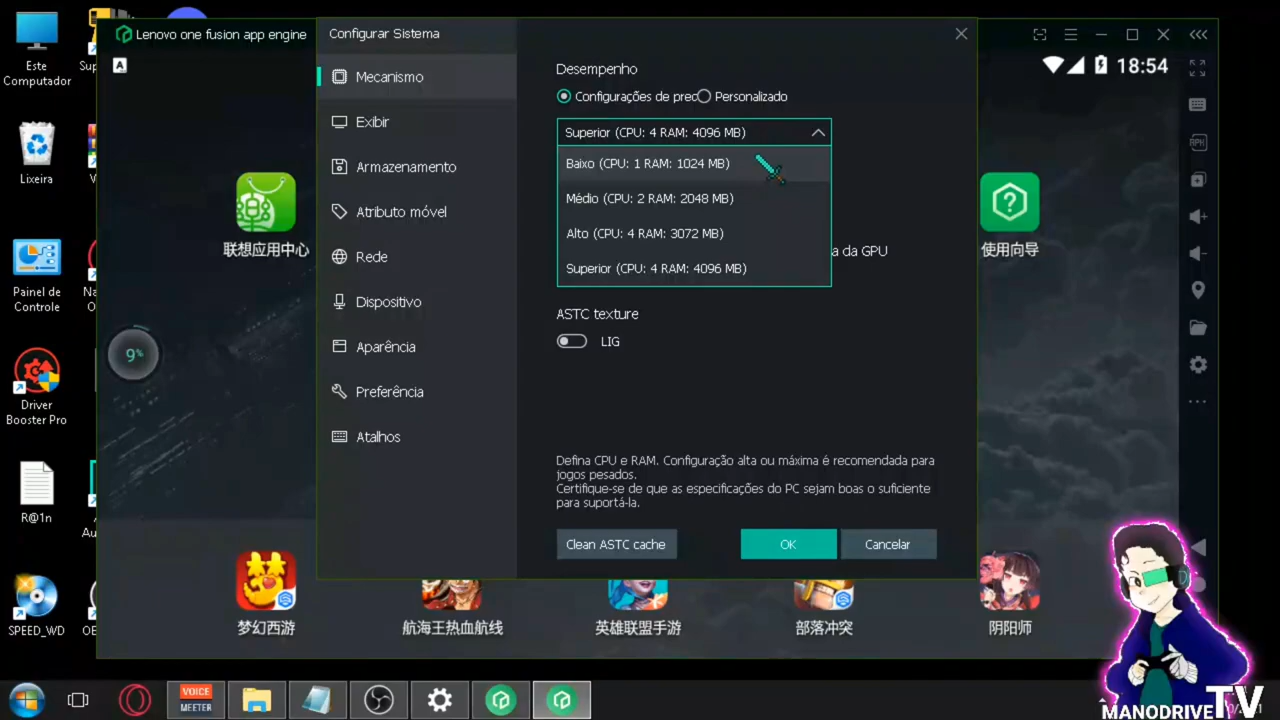 Este
Computador
Lixeira
Painel de
Controle
Driver
Booster Pro
R@1n
SPEED_WD
Lenovo one fusion app engine
A
18:54
联想应用中心
使用向导
9%
Configurar Sistema
Mecanismo
Exibir
Armazenamento
Atributo móvel
Rede
Dispositivo
Aparência
Preferência
Atalhos
Desempenho
Configurações de prec
Personalizado
Superior (CPU: 4 RAM: 4096 MB)
Baixo (CPU: 1 RAM: 1024 MB)
Médio (CPU: 2 RAM: 2048 MB)
Alto (CPU: 4 RAM: 3072 MB)
Superior (CPU: 4 RAM: 4096 MB)
da GPU
ASTC texture
LIG
Defina CPU e RAM. Configuração alta ou máxima é recomendada para
jogos pesados.
Certifique-se de que as especificações do PC sejam boas o suficiente
para suportá-la.
Clean ASTC cache
OK
Cancelar
梦幻西游
航海王热血航线
英雄联盟手游
部落冲突
阴阳师
VOICE
MEETER
MANODRIVE TV